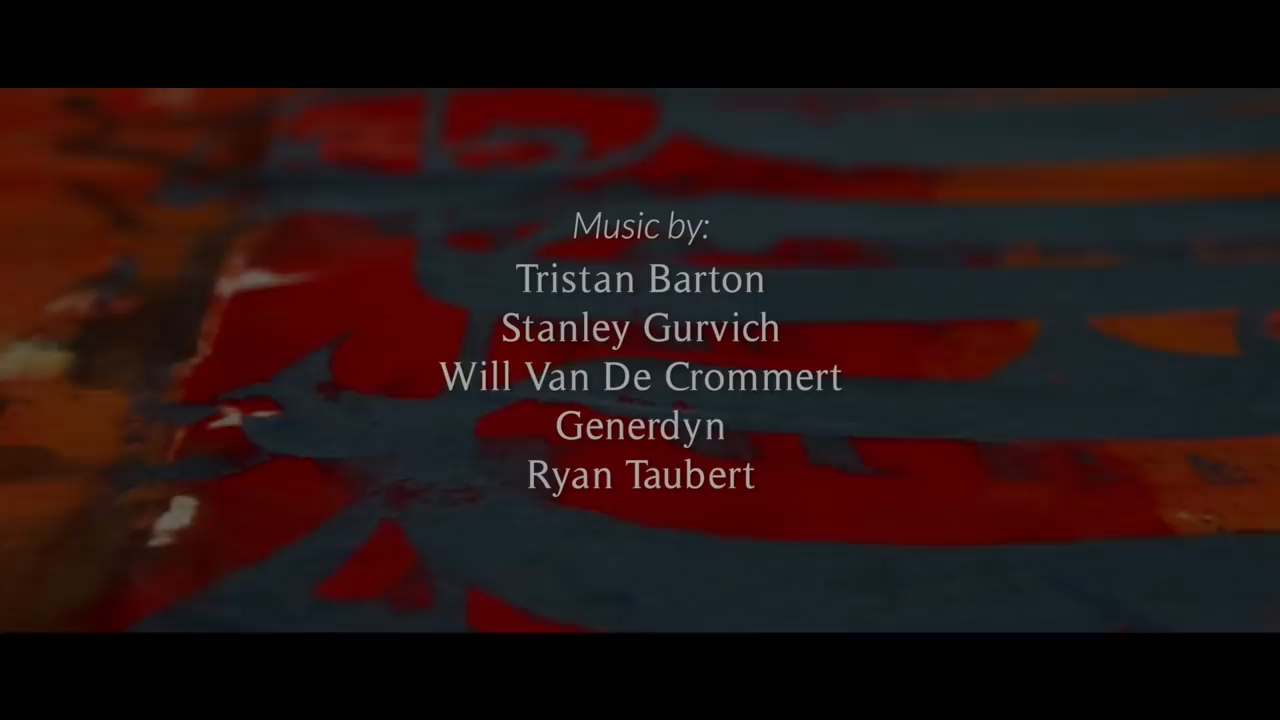 Music by:
Tristan Barton
Stanley Gurvich
Will Van De Crommert
Generdyn
Ryan Taubert